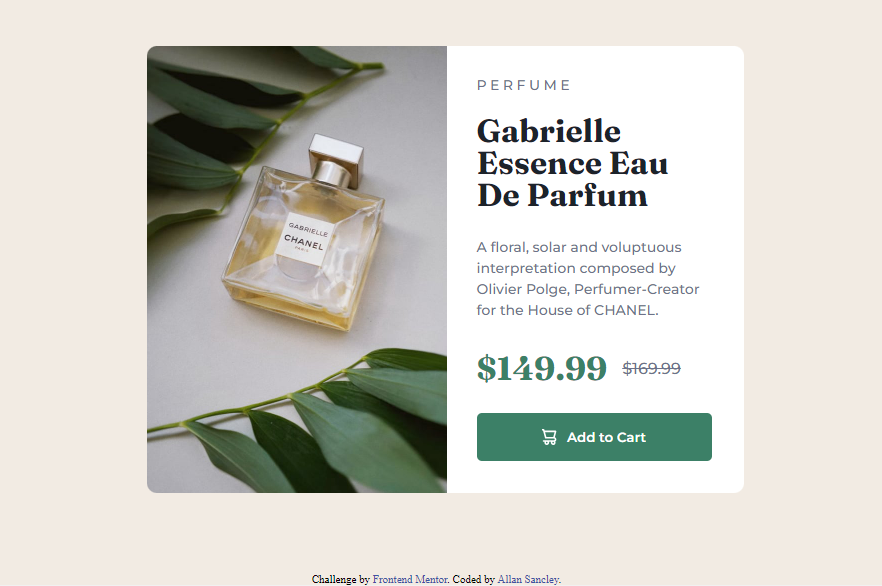 PERFUME
Gabrielle
Essence Eau
De Parfum
GABRIELLE
CHANEL
PARIS
A floral, solar and voluptuous
interpretation composed by
Olivier Polge, Perfumer-Creator
for the House of CHANEL.
$149.99 $169.99
Add to Cart
Challenge by Frontend Mentor. Coded by Allan Sancley.